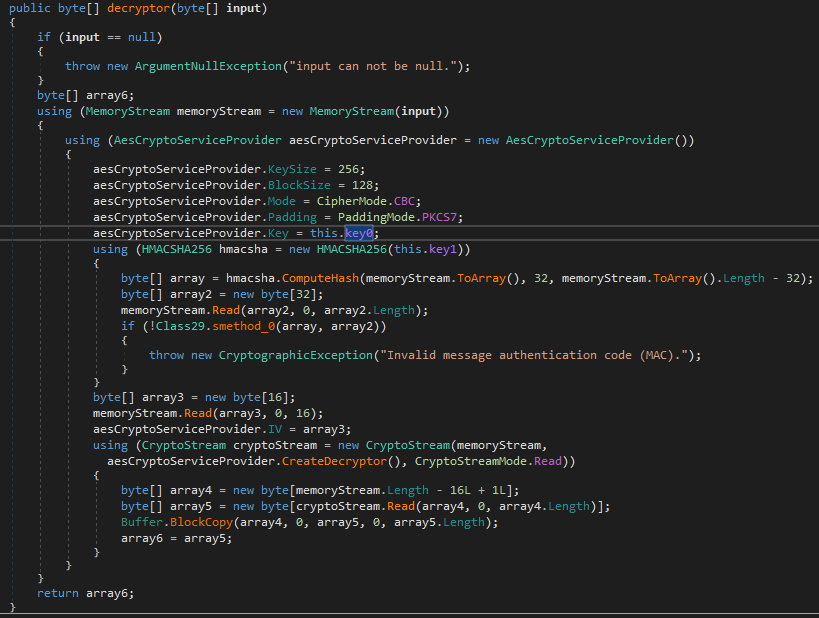 public byte[] decryptor(byte[] input)
{
if (input == null)
{
throw new ArgumentNullException("input can not be null.");
}
byte[] array6;
using (MemoryStream memoryStream = new MemoryStream(input))
{
using (AesCryptoServiceProvider aesCryptoServiceProvider = new AesCryptoServiceProvider())
{
aesCryptoServiceProvider.KeySize = 256;
aesCryptoServiceProvider.BlockSize = 128;
aesCryptoServiceProvider.Mode = CipherMode.CBC;
aesCryptoServiceProvider.Padding = PaddingMode.PKCS7;
aesCryptoServiceProvider.Key = this.key0;
using (HMACSHA256 hmacsha = new HMACSHA256(this.key1))
{
byte[] array = hmacsha.ComputeHash(memoryStream.ToArray(), 32, memoryStream.ToArray().Length - 32);
byte[] array2 = new byte[32];
memoryStream.Read(array2, 0, array2.Length);
if (!Class29.smethod_0(array, array2))
{
throw new CryptographicException("Invalid message authentication code (MAC).");
}
}
byte[] array3 = new byte[16];
memoryStream.Read(array3, 0, 16);
aesCryptoServiceProvider.IV = array3;
using (CryptoStream cryptoStream = new CryptoStream(memoryStream,
aesCryptoServiceProvider.CreateDecryptor(), CryptoStreamMode.Read))
{
byte[] array4 = new byte[memoryStream.Length - 16L + 1L];
byte[] array5 = new byte[cryptoStream.Read(array4, 0, array4.Length)];
Buffer.BlockCopy(array4, 0, array5, 0, array5.Length);
array6 = array5;
}
}
}
return array6;
}